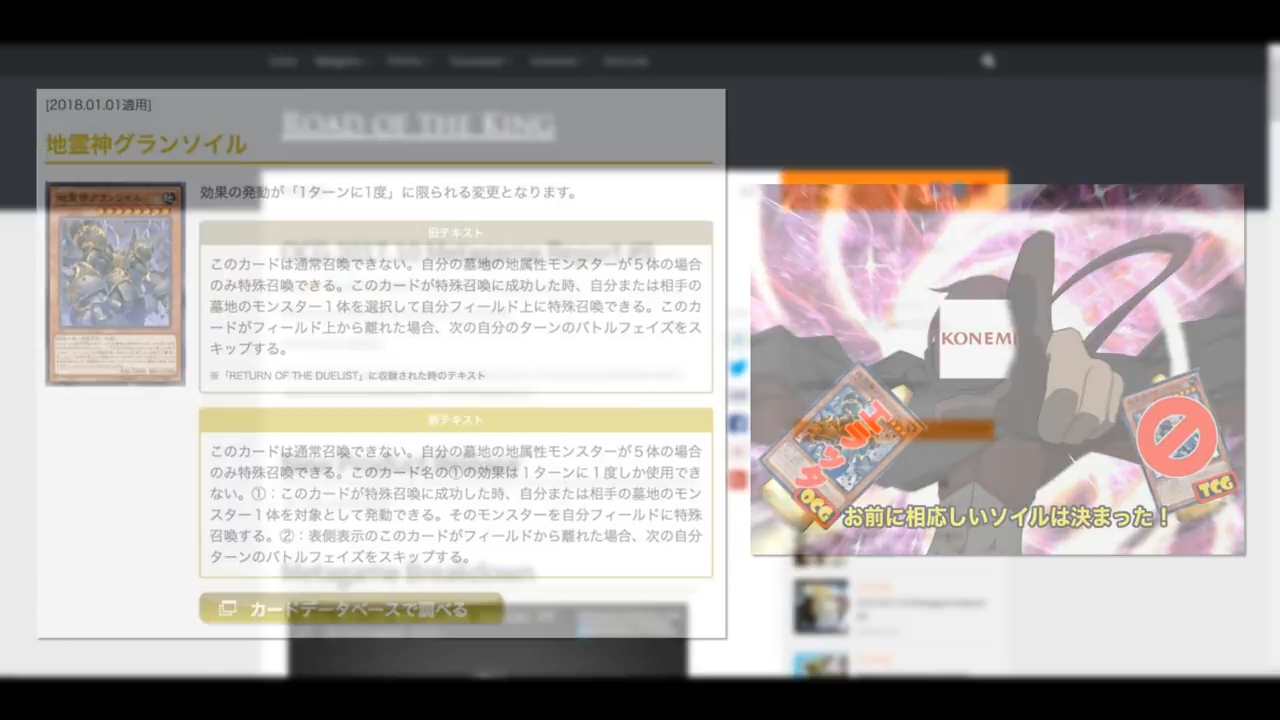 ROAD OF THE KING
[2018.01.01適用]
地霊神グランソイル
地霊神グランソイル
効果の発動が「1ターンに1度」に限られる変更となります。
旧テキスト
このカードは通常召喚できない。自分の墓地の地属性モンスターが５体の場合
のみ特殊召喚できる。このカードが特殊召喚に成功した時、自分または相手の
墓地のモンスター１体を選択して自分フィールド上に特殊召喚できる。このカ
ードがフィールド上から離れた場合、次の自分のターンのバトルフェイズをス
キップする。
※「RETURN OF THE DUELIST」に収録された時のテキスト
新テキスト
このカードは通常召喚できない。自分の墓地の地属性モンスターが５体の場合
のみ特殊召喚できる。このカード名の①の効果は１ターンに１度しか使用でき
ない。①：このカードが特殊召喚に成功した時、自分または相手の墓地のモン
スター１体を対象として発動できる。そのモンスターを自分フィールドに特殊
召喚する。②：表側表示のこのカードがフィールドから離れた場合、次の自分
ターンのバトルフェイズをスキップする。
カードデータベースで調べる
KONEMI
エラッタ
OCG
TCG
お前に相応しいソイルは決まった！